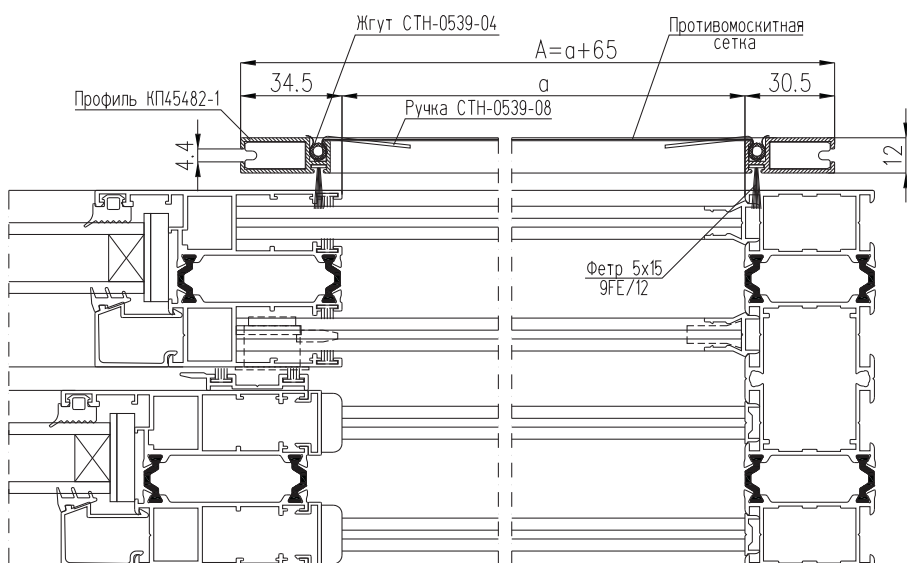 Жгут СТН-0539-04
Противомоскитная
сетка
A=a+65
34.5
a
30.5
Профиль КП45482-1
Ручка СТН-0539-08
4.4
12
Фетр 5х15
9FE/12